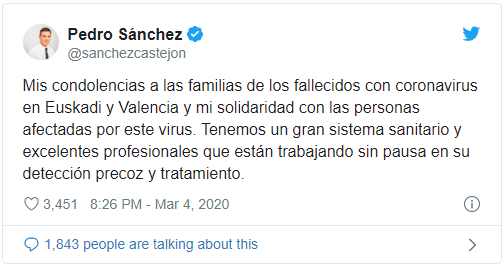 Pedro Sánchez
@sanchezcastejon
Mis condolencias a las familias de los fallecidos con coronavirus
en Euskadi y Valencia y mi solidaridad con las personas
afectadas por este virus. Tenemos un gran sistema sanitario y
excelentes profesionales que están trabajando sin pausa en su
detección precoz y tratamiento.
3,451 8:26 PM - Mar 4, 2020
1,843 people are talking about this